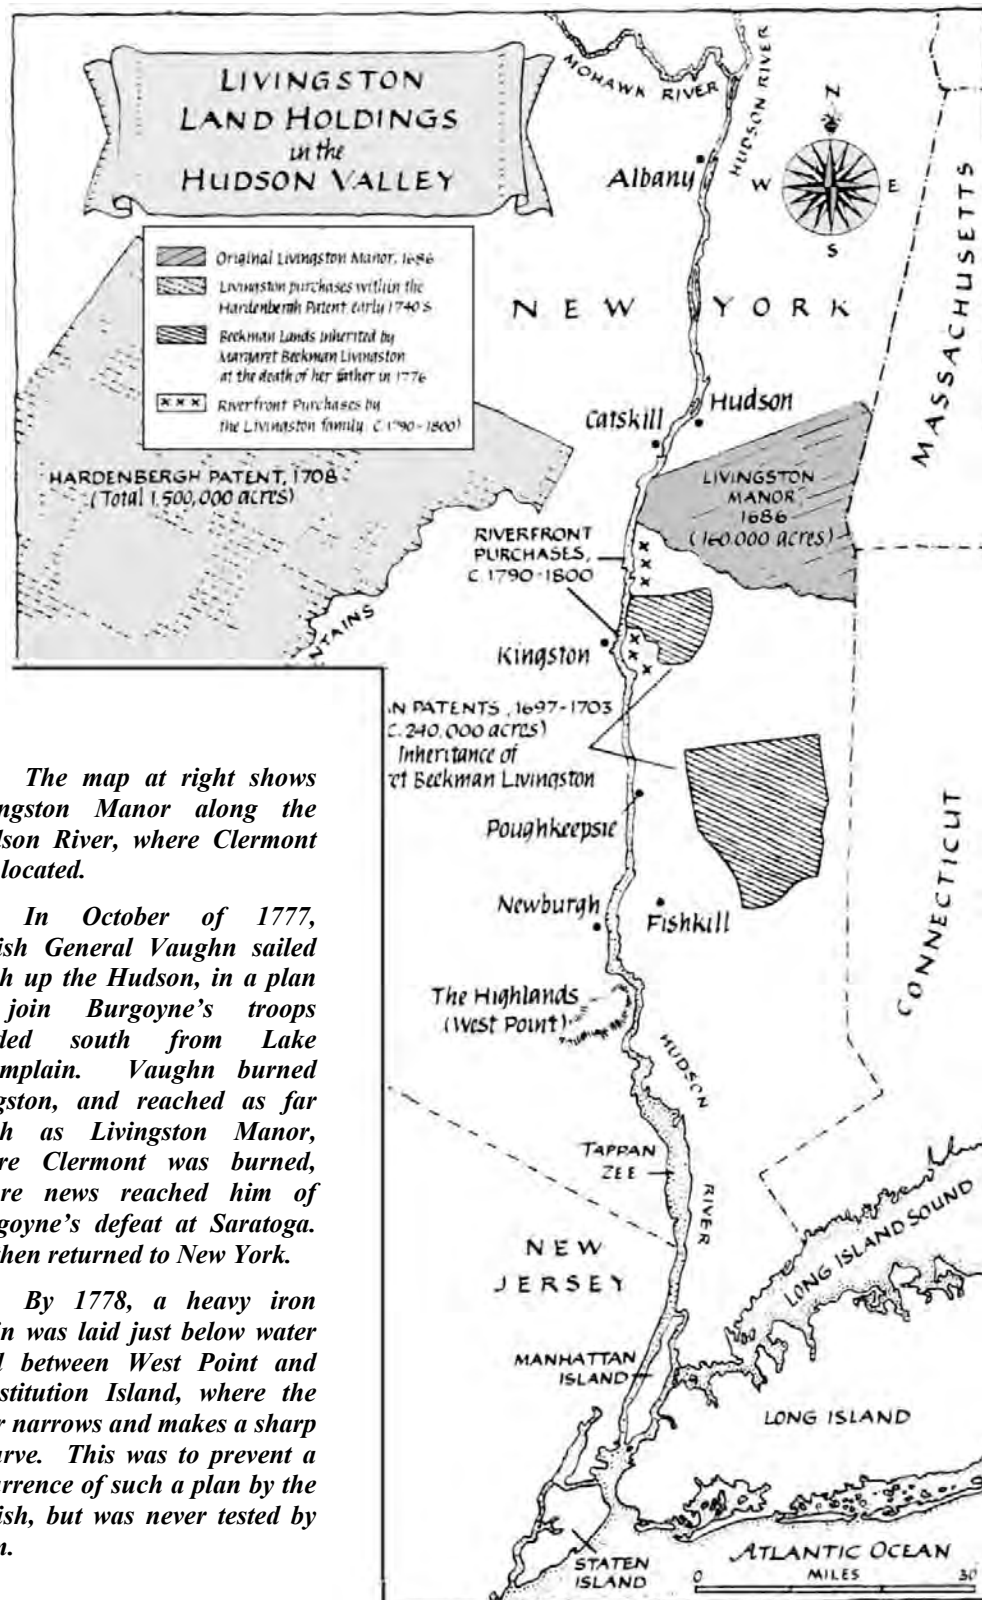 LIVINGSTON
LAND HOLDINGS
in the
HUDSON VALLEY
Original Livingston Manor, 1686
Livingston purchases within the
Hardenbergh Patent early 1740's
Beekman Lands inherited by
Margaret Beekman Livingston
at the death of her father in 1776
××× Riverfront Purchases by
the Livingston family, C. 1790-1800)
MOHAWK RIVER
HUDSON RIVER
Albany
N
W E
S
MASSACHUSETTS
NEW YORK
Catskill
Hudson
HARDENBERGH PATENT, 1708
(Total 1,500,000 acres)
LIVINGSTON
MANOR
1686
(160,000 acres)
RIVERFRONT
PURCHASES,
C. 1790-1800
NTAINS
Kingston
N PATENTS, 1697-1703
C. 240,000 acres)
Inheritance of
et Beekman Livingston
Poughkeepsie
Newburgh
Fishkill
CONNECTICUT
The Highlands
(West Point)
HUDSON
RIVER
TAPPAN
ZEE
NEW
JERSEY
LONG ISLAND SOUND
MANHATTAN
ISLAND
LONG ISLAND
STATEN
ISLAND
ATLANTIC OCEAN
0 MILES 30
The map at right shows
ngston Manor along the
dson River, where Clermont
located.
In October of 1777,
ish General Vaughn sailed
h up the Hudson, in a plan
join Burgoyne's troops
ded south from Lake
mplain. Vaughn burned
gston, and reached as far
h as Livingston Manor,
re Clermont was burned,
re news reached him of
goyne's defeat at Saratoga.
then returned to New York.
By 1778, a heavy iron
in was laid just below water
l between West Point and
stitution Island, where the
r narrows and makes a sharp
urve. This was to prevent a
urrence of such a plan by the
ish, but was never tested by
n.